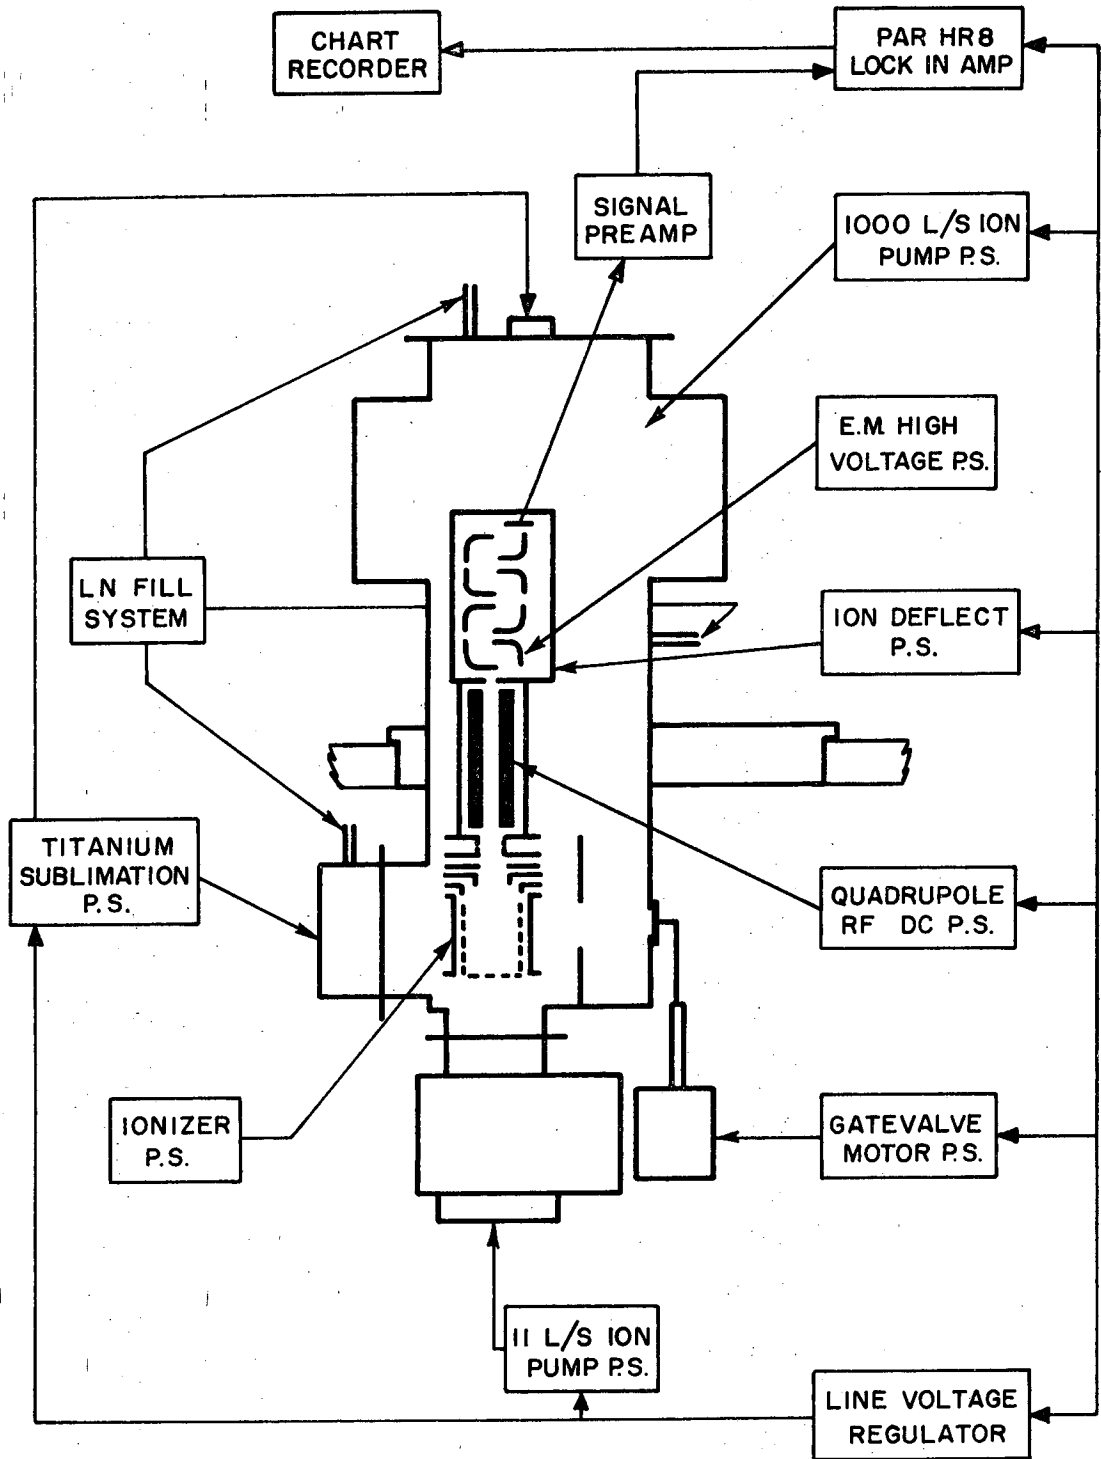 CHART
RECORDER
PAR HR8
LOCK IN AMP
SIGNAL
PREAMP
1000 L/S ION
PUMP P.S.
E.M. HIGH
VOLTAGE P.S.
LN FILL
SYSTEM
ION DEFLECT
P.S.
TITANIUM
SUBLIMATION
P.S.
QUADRUPOLE
RF DC P.S.
IONIZER
P.S.
GATEVALVE
MOTOR P.S.
11 L/S ION
PUMP P.S.
LINE VOLTAGE
REGULATOR